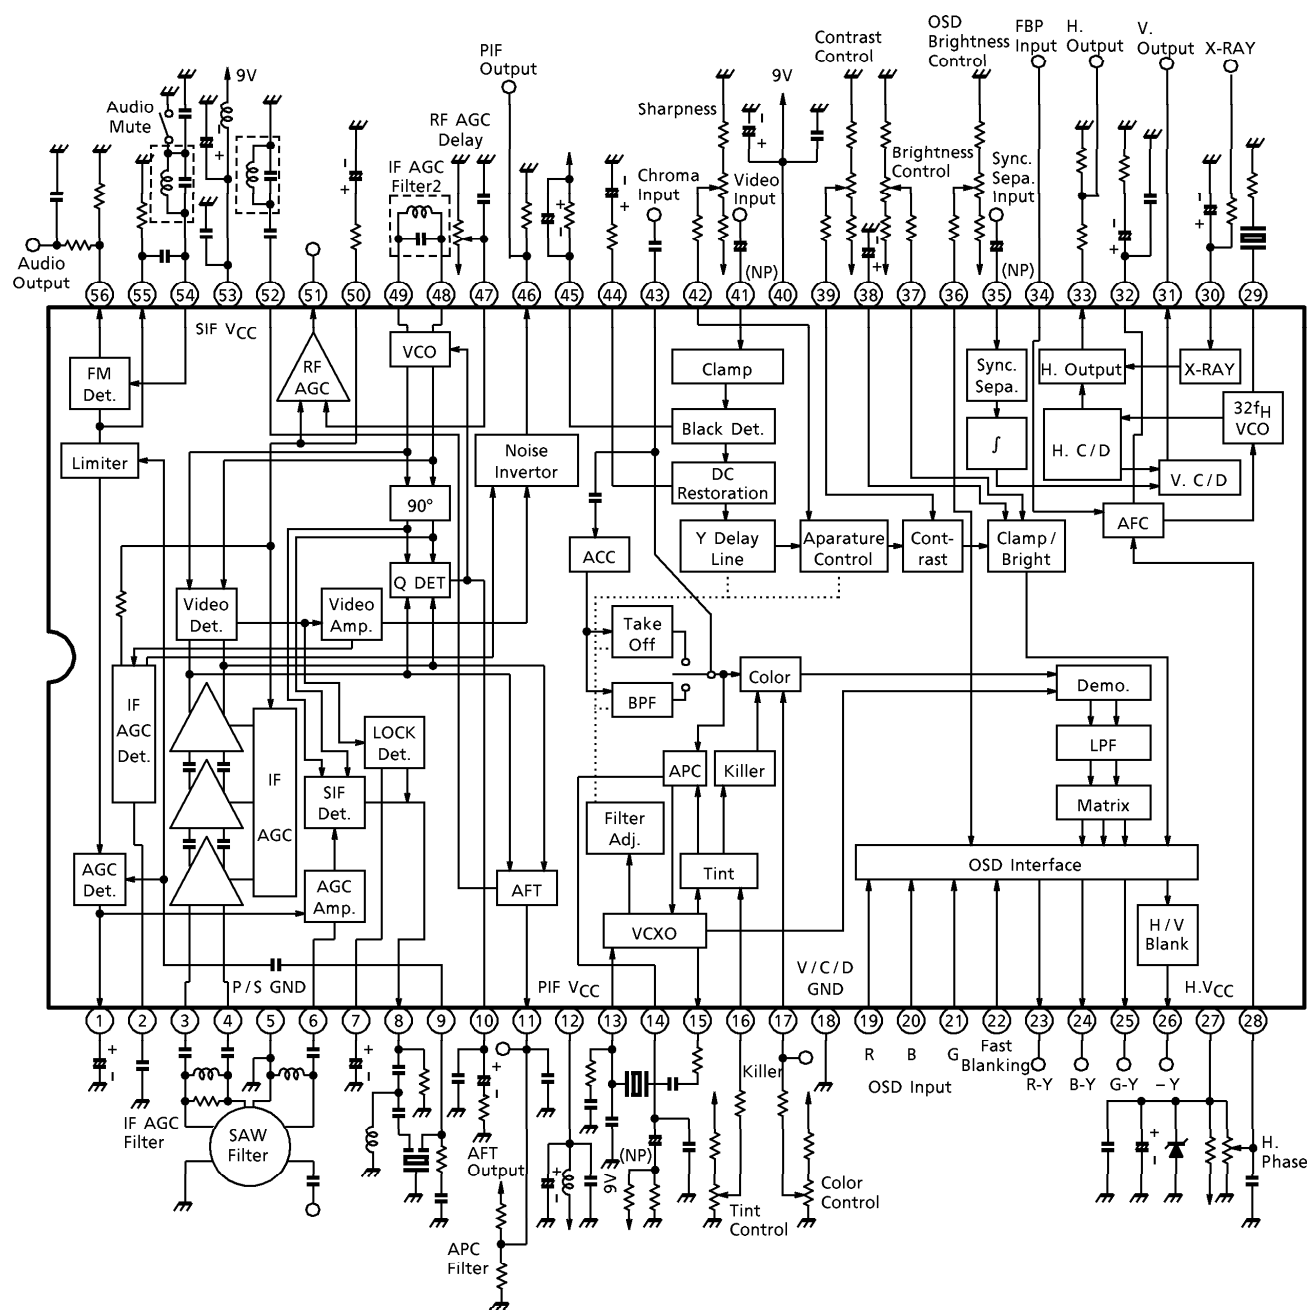 OSD Brightness Control
FBP Input
H. Output
V. Output
X-RAY
Contrast Control
PIF Output
9V
9V
Audio Mute
Sharpness
RF AGC Delay
IF AGC Filter2
Chroma Input
Video Input
Brightness Control
Sync. Sepa. Input
(NP)
(NP)
Audio Output
56 55 54 53 52 51 50 49 48 47 46 45 44 43 42 41 40 39 38 37 36 35 34 33 32 31 30 29
SIF VCC
FM Det.
RF AGC
VCO
Clamp
Sync. Sepa.
H. Output
X-RAY
32fH VCO
Limiter
Noise Invertor
Black Det.
∫
H. C/D
V. C/D
DC Restoration
90°
AFC
ACC
Y Delay Line
Aparature Control
Cont-rast
Clamp/Bright
Q DET
Video Det.
Video Amp.
Take Off
Color
Demo.
BPF
IF AGC Det.
LOCK Det.
LPF
IF AGC
SIF Det.
APC
Killer
Matrix
Filter Adj.
AGC Det.
AGC Amp.
AFT
Tint
OSD Interface
VCXO
H/V Blank
P/S GND
PIF VCC
V/C/D GND
H.VCC
1 2 3 4 5 6 7 8 9 10 11 12 13 14 15 16 17 18 19 20 21 22 23 24 25 26 27 28
R
B
G
Fast Blanking
OSD Input
R-Y
B-Y
G-Y
-Y
Killer
IF AGC Filter
SAW Filter
AFT Output
(NP)
9V
Tint Control
Color Control
H. Phase
APC Filter